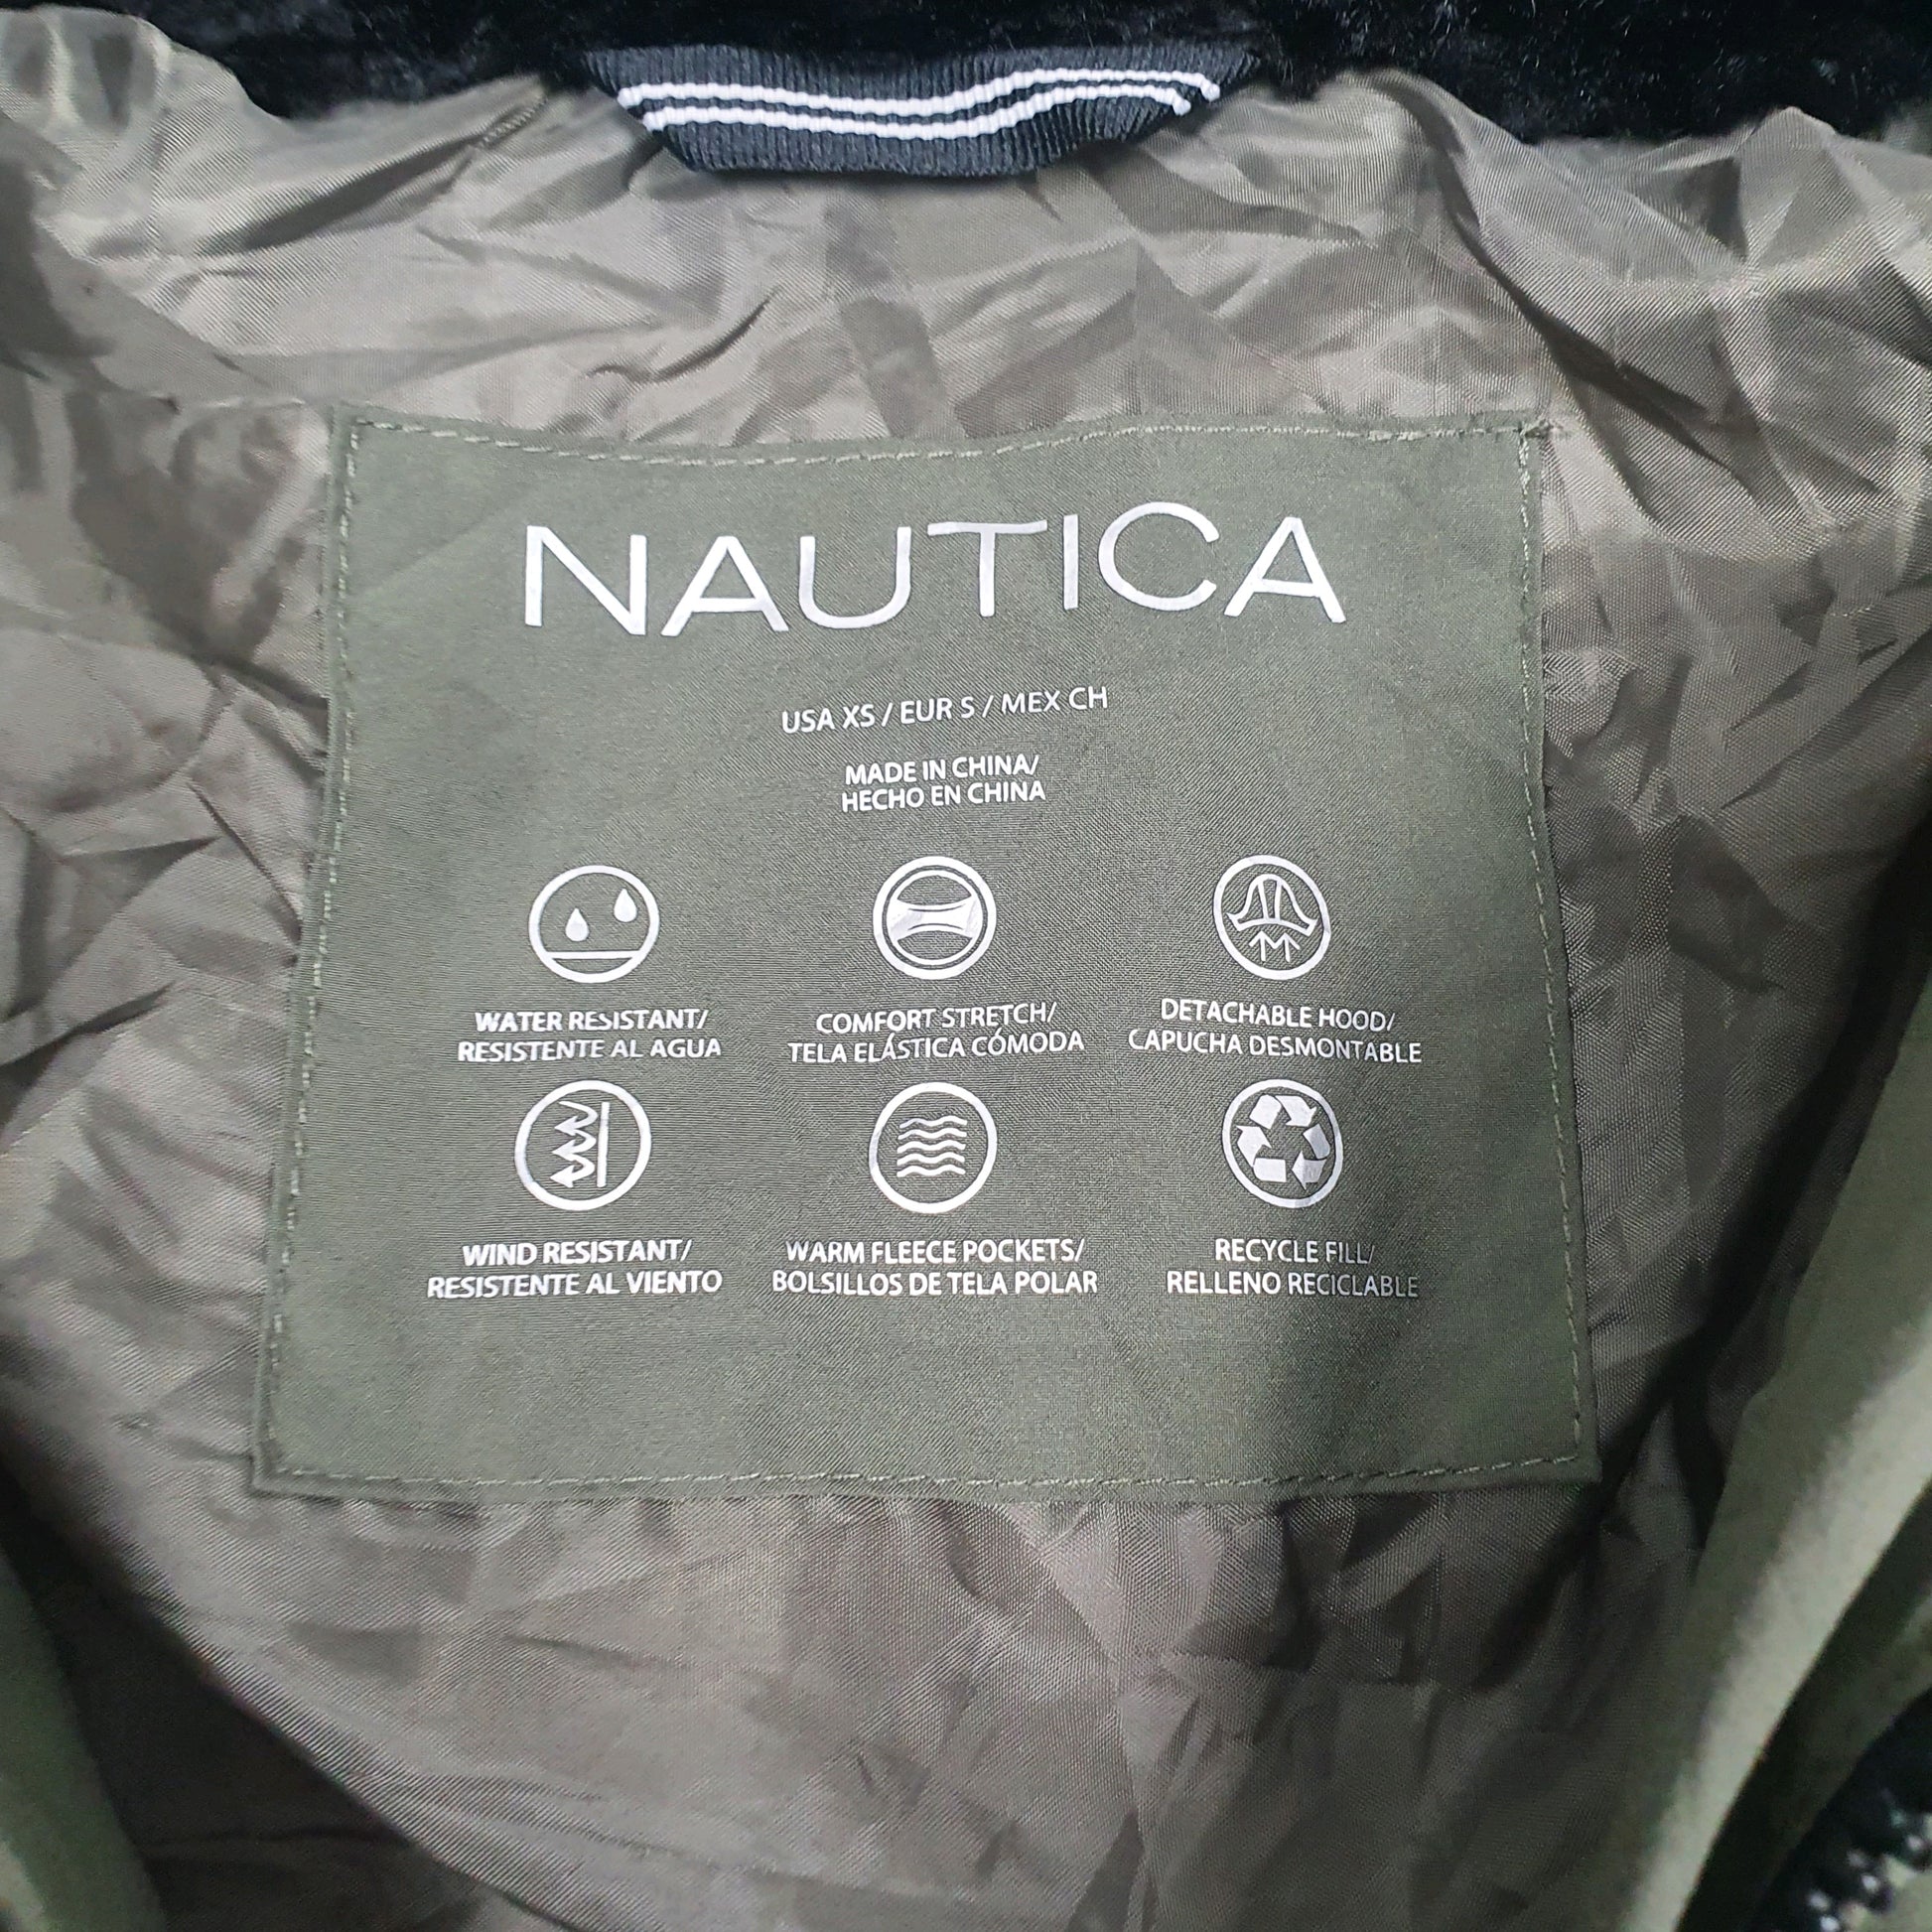 NAUTICA
USA XS / EUR S / MEX CH
MADE IN CHINA/
HECHO EN CHINA
WATER RESISTANT/
RESISTENTE AL AGUA
COMFORT STRETCH/
TELA ELÁSTICA CÓMODA
DETACHABLE HOOD/
CAPUCHA DESMONTABLE
WIND RESISTANT/
RESISTENTE AL VIENTO
WARM FLEECE POCKETS/
BOLSILLOS DE TELA POLAR
RECYCLE FILL/
RELLENO RECICLABLE